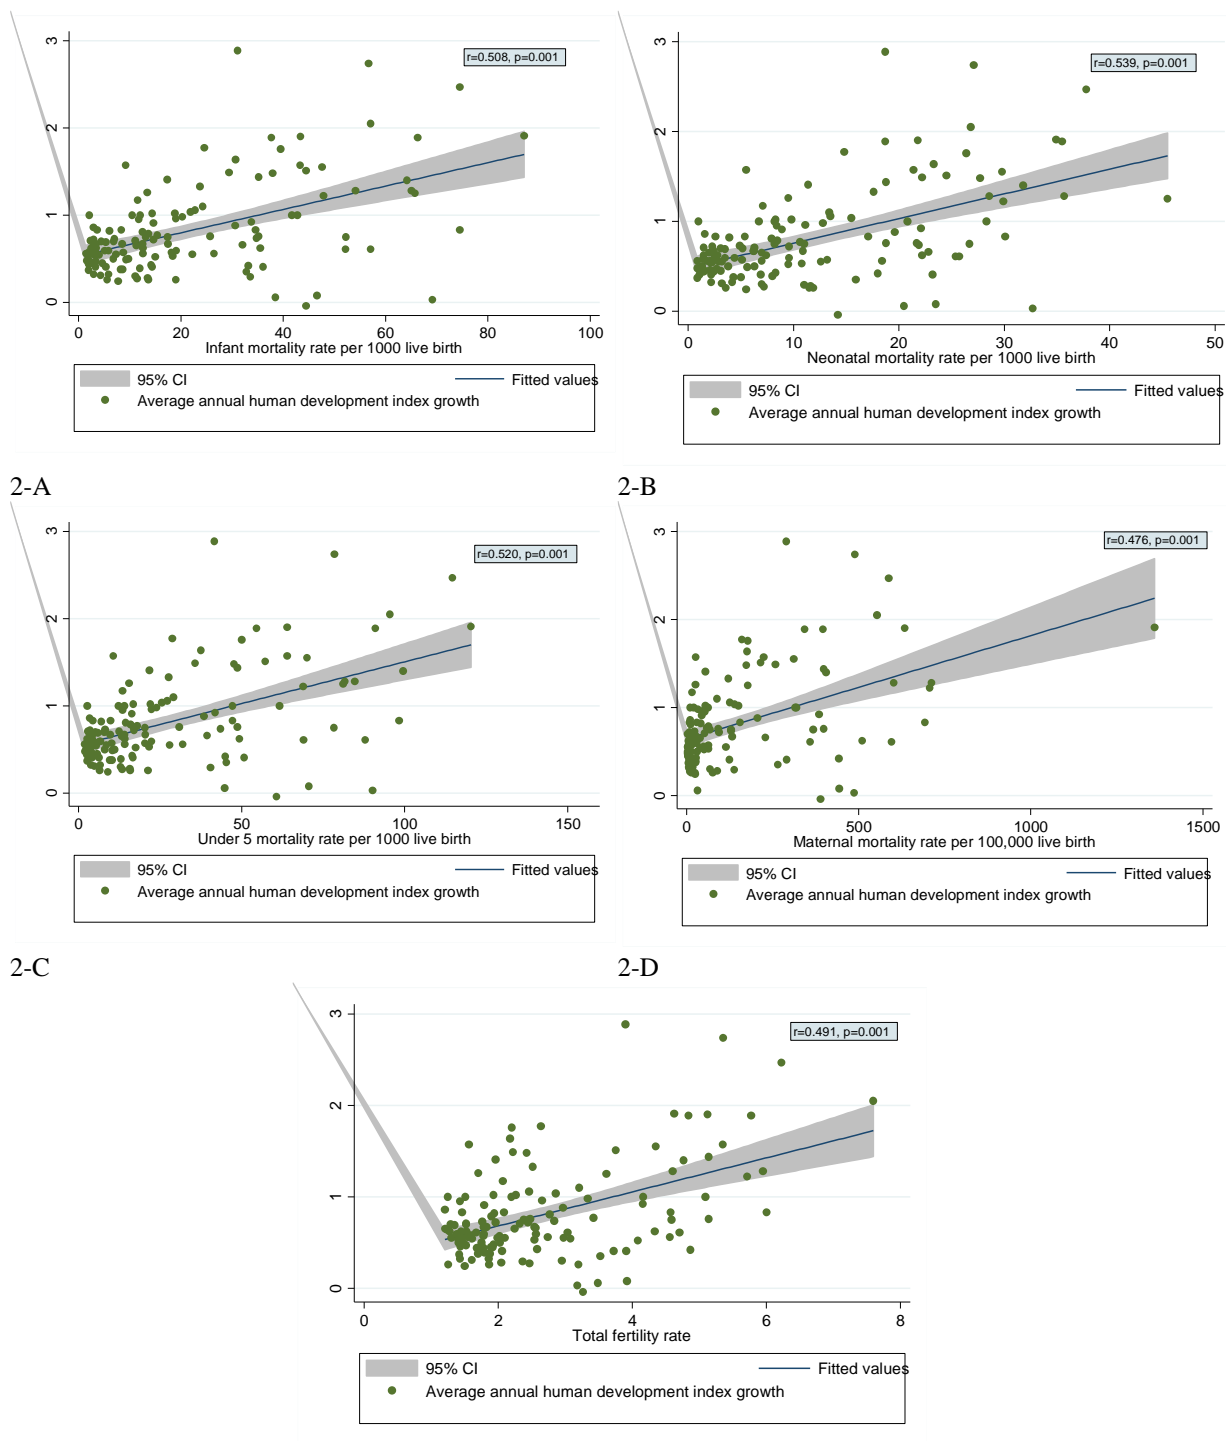 3
2
1
0
r=0.508, p=0.001
0 20 40 60 80 100
Infant mortality rate per 1000 live birth
95% CI Fitted values
Average annual human development index growth
3
2
1
0
r=0.539, p=0.001
0 10 20 30 40 50
Neonatal mortality rate per 1000 live birth
95% CI Fitted values
Average annual human development index growth
2-A 2-B
3
2
1
0
r=0.520, p=0.001
0 50 100 150
Under 5 mortality rate per 1000 live birth
95% CI Fitted values
Average annual human development index growth
3
2
1
0
r=0.476, p=0.001
0 500 1000 1500
Maternal mortality rate per 100,000 live birth
95% CI Fitted values
Average annual human development index growth
2-C 2-D
3
2
1
0
r=0.491, p=0.001
0 2 4 6 8
Total fertility rate
95% CI Fitted values
Average annual human development index growth